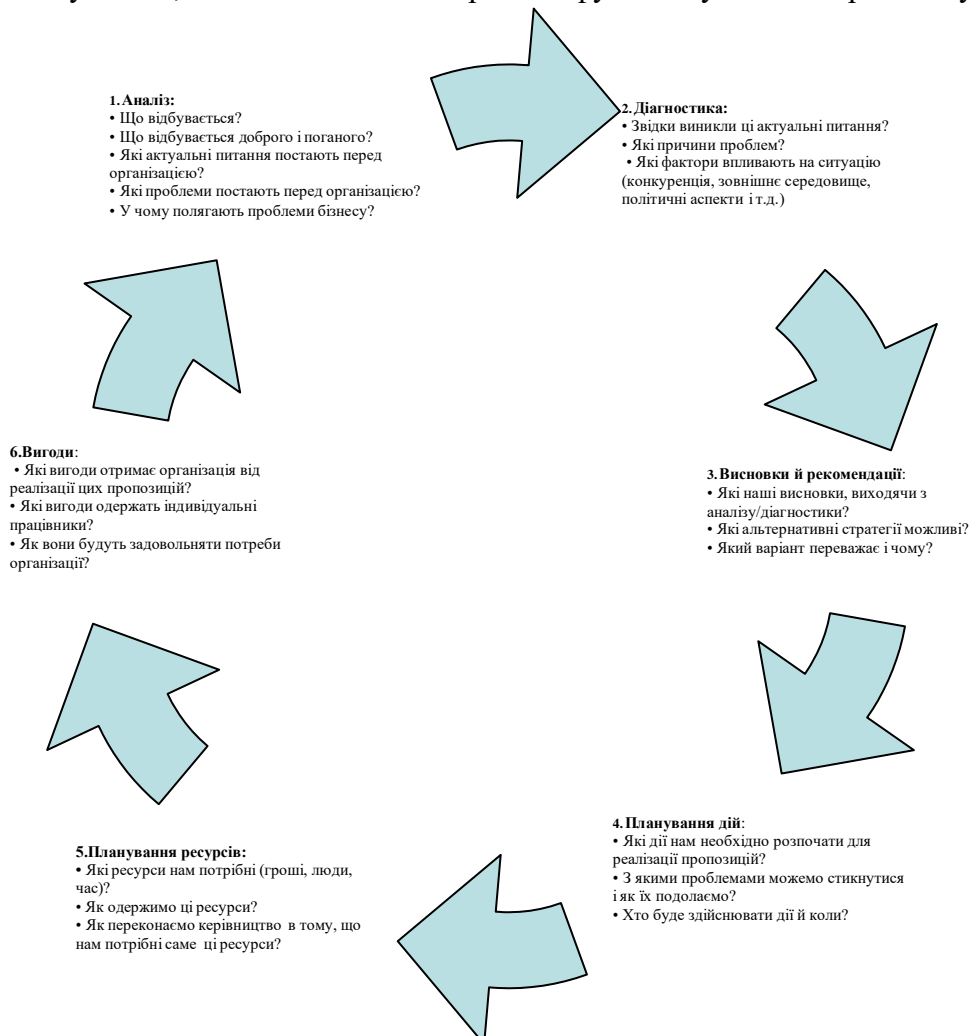 1.Аналіз:
• Що відбувається?
• Що відбувається доброго і поганого?
• Які актуальні питання постають перед
організацією?
• Які проблеми постають перед організацією?
• У чому полягають проблеми бізнесу?
2.Діагностика:
• Звідки виникли ці актуальні питання?
• Які причини проблем?
• Які фактори впливають на ситуацію
(конкуренція, зовнішнє середовище,
політичні аспекти і т.д.)
3.Висновки й рекомендації:
• Які наші висновки, виходячи з
аналізу/діагностики?
• Які альтернативні стратегії можливі?
• Який варіант переважає і чому?
4.Планування дій:
• Які дії нам необхідно розпочати для
реалізації пропозицій?
• З якими проблемами можемо стикнутися
і як їх подолаємо?
• Хто буде здійснювати дії й коли?
5.Планування ресурсів:
• Які ресурси нам потрібні (гроші, люди,
час)?
• Як одержимо ці ресурси?
• Як переконаємо керівництво в тому, що
нам потрібні саме ці ресурси?
6.Вигоди:
• Які вигоди отримає організація від
реалізації цих пропозицій?
• Які вигоди одержать індивідуальні
працівники?
• Як вони будуть задовольняти потреби
організації?